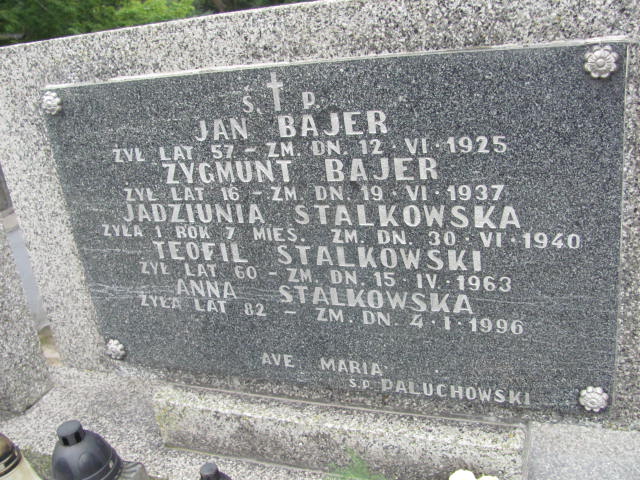 Ś. P.
JAN BAJER
ŻYŁ LAT 57 - ZM. DN. 12 · VI · 1925
ZYGMUNT BAJER
ŻYŁ LAT 16 - ZM. DN. 19 · VI · 1937
JADZIUNIA STALKOWSKA
ŻYŁA 1 ROK 7 MIES. ZM. DN. 30 · VI · 1940
TEOFIL STALKOWSKI
ŻYŁ LAT 60 - ZM. DN. 15 · IV · 1963
ANNA STALKOWSKA
ŻYŁA LAT 82 - ZM. DN. 4 · I · 1996
AVE MARIA
S.P. PALUCHOWSKI